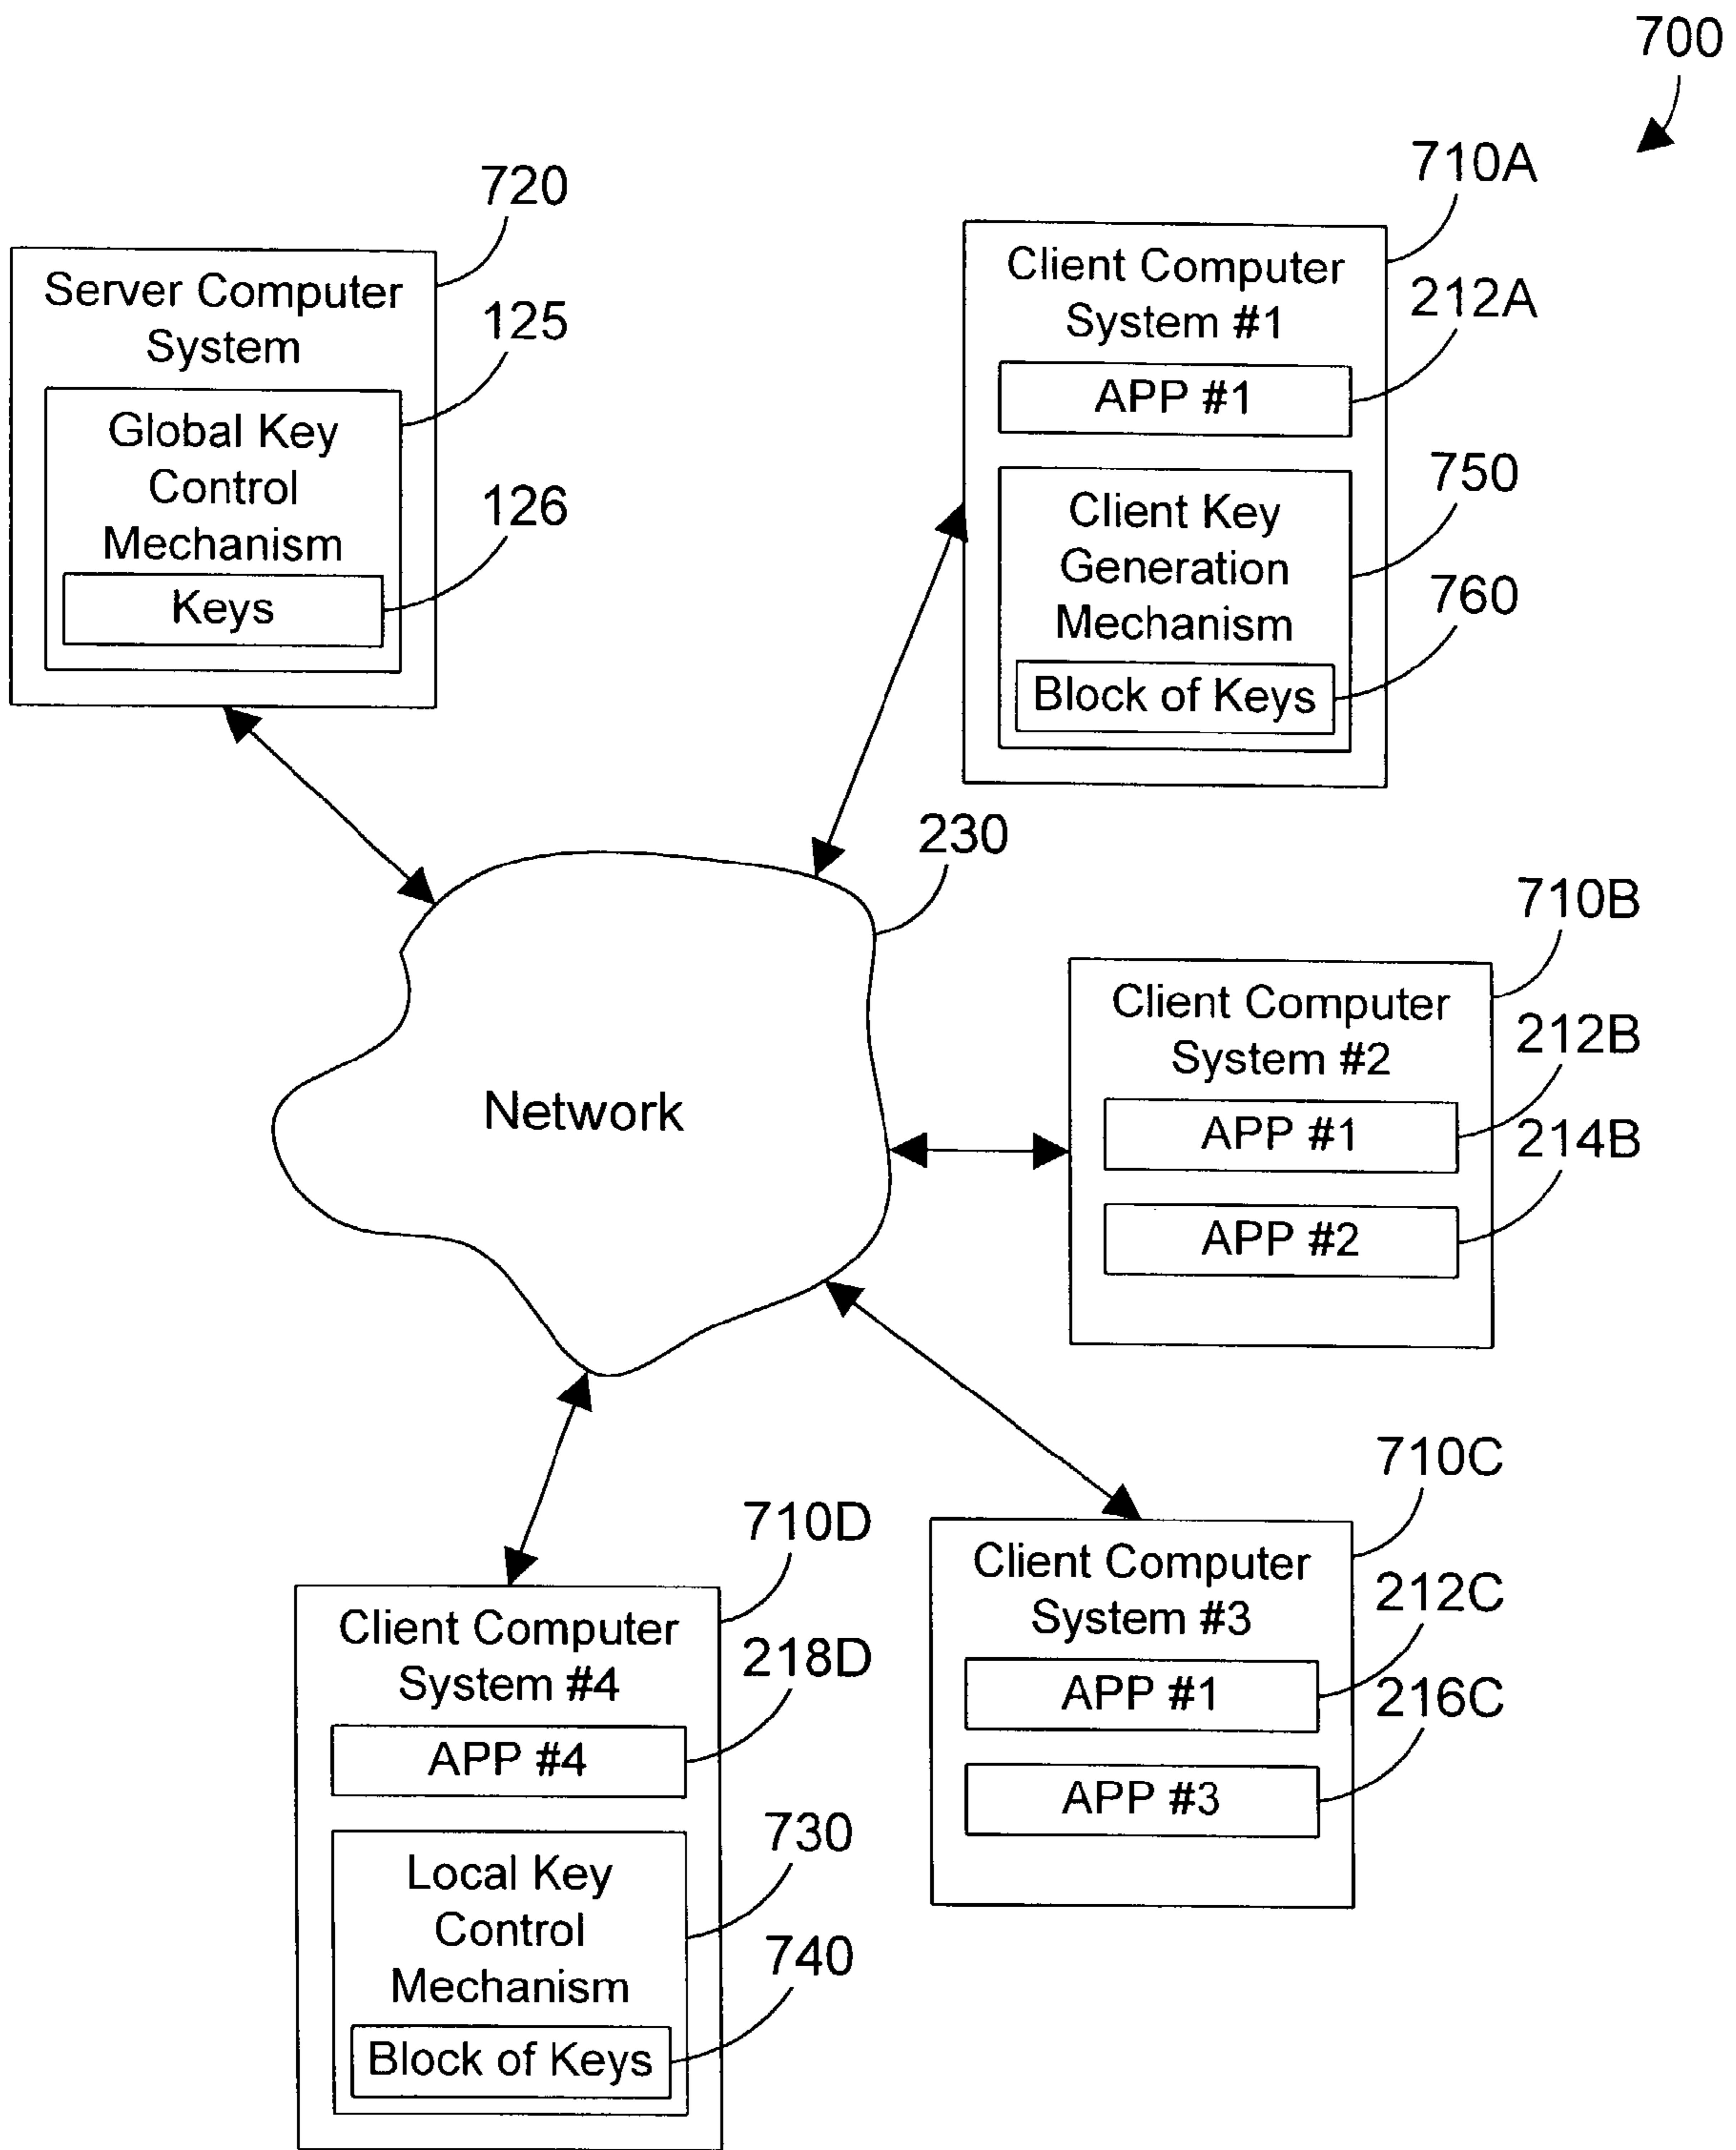 700
720
Server Computer
System
125
Global Key
Control
Mechanism
126
Keys
710A
Client Computer
System #1
212A
APP #1
750
Client Key
Generation
Mechanism
760
Block of Keys
230
Network
710B
Client Computer
System #2
212B
APP #1
214B
APP #2
710C
Client Computer
System #3
212C
APP #1
216C
APP #3
710D
Client Computer
System #4
218D
APP #4
730
Local Key
Control
Mechanism
740
Block of Keys